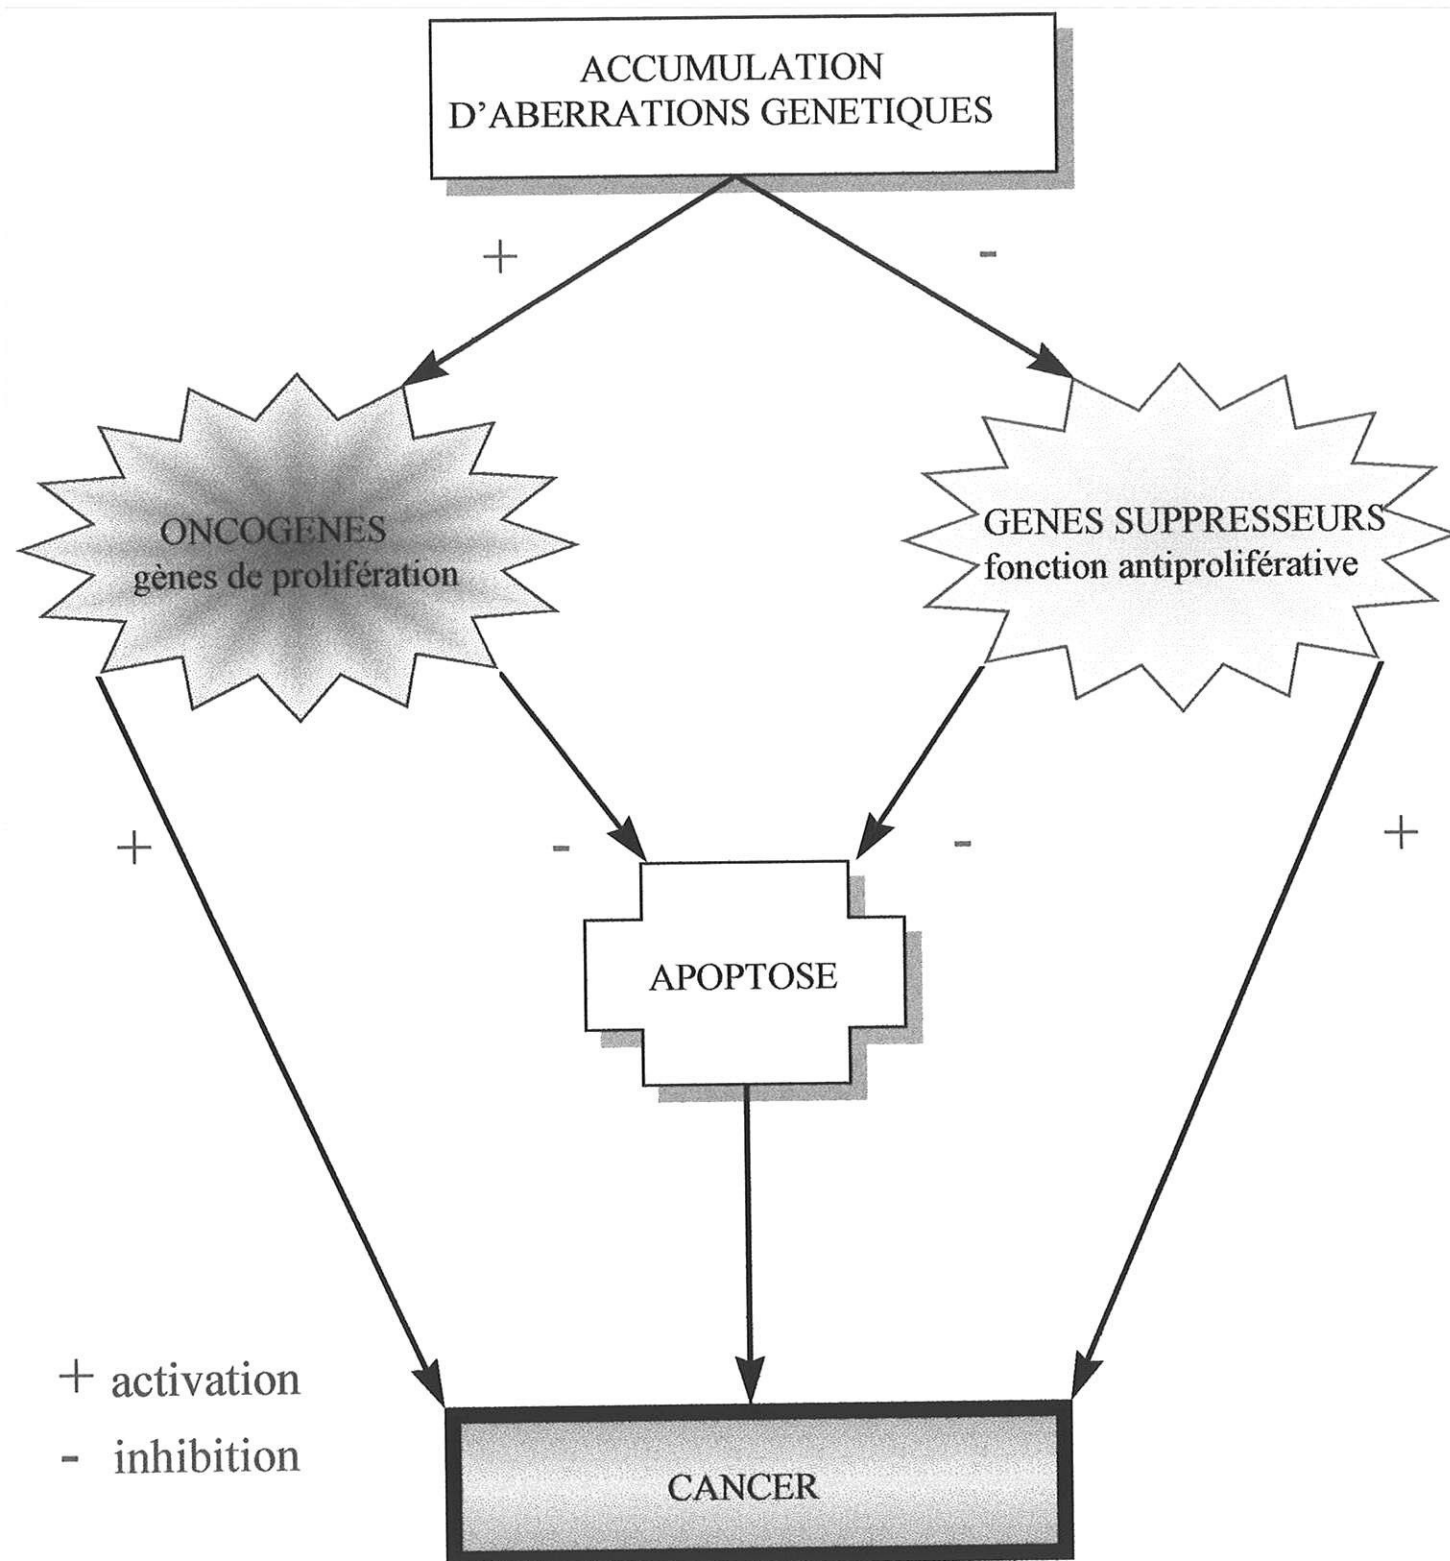 ACCUMULATION
D'ABERRATIONS GENETIQUES
+
-
ONCOGENES
gènes de prolifération
GENES SUPPRESSEURS
fonction antiproliférative
+
-
-
+
APOPTOSE
+ activation
- inhibition
CANCER